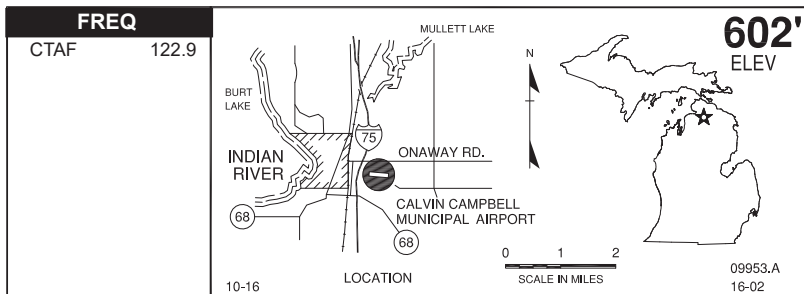 FREQ
CTAF 122.9
MULLETT LAKE
BURT
LAKE
75
ONAWAY RD.
INDIAN
RIVER
CALVIN CAMPBELL
MUNICIPAL AIRPORT
68
68
LOCATION
10-16
N
0 1 2
SCALE IN MILES
602'
ELEV
09953.A
16-02